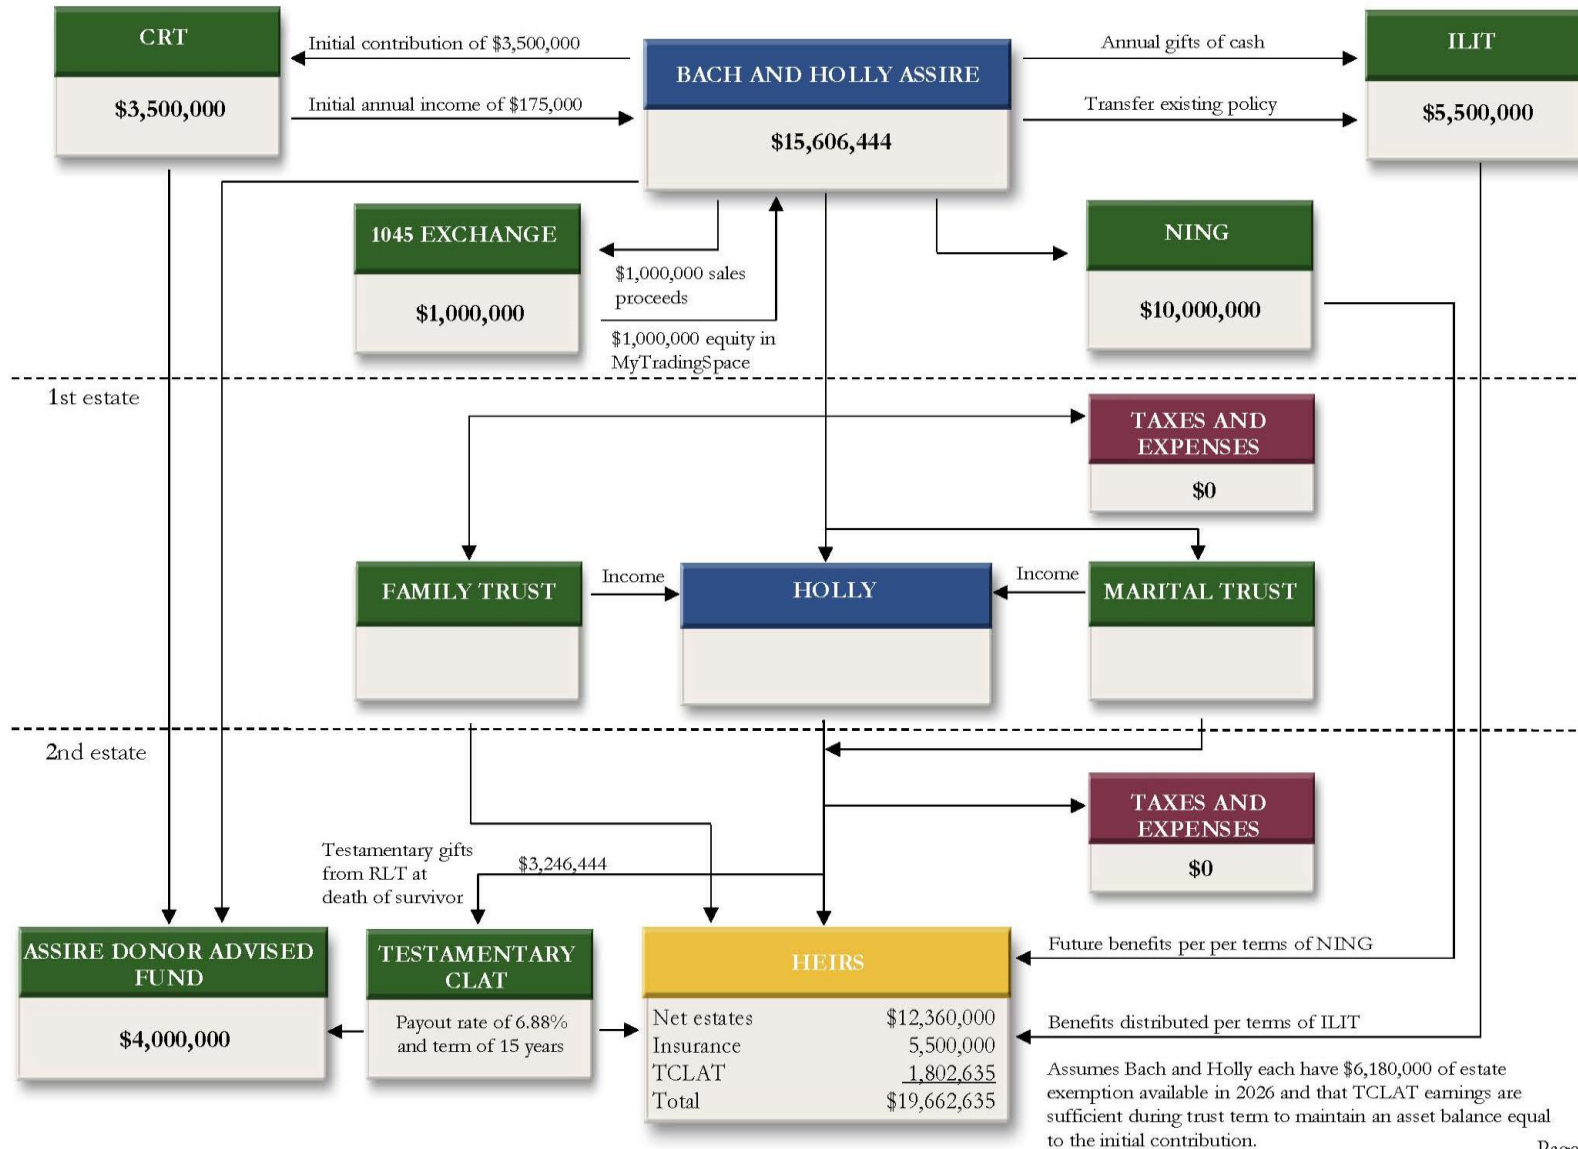 CRT
$3,500,000
Initial contribution of $3,500,000
Initial annual income of $175,000
BACH AND HOLLY ASSIRE
$15,606,444
Annual gifts of cash
Transfer existing policy
ILIT
$5,500,000
1045 EXCHANGE
$1,000,000
$1,000,000 sales
proceeds
$1,000,000 equity in
MyTradingSpace
NING
$10,000,000
1st estate
TAXES AND
EXPENSES
$0
FAMILY TRUST
Income
HOLLY
Income
MARITAL TRUST
2nd estate
TAXES AND
EXPENSES
$0
Testamentary gifts
from RLT at
death of survivor
$3,246,444
ASSIRE DONOR ADVISED
FUND
$4,000,000
TESTAMENTARY
CLAT
Payout rate of 6.88%
and term of 15 years
HEIRS
Net estates $12,360,000
Insurance 5,500,000
TCLAT 1,802,635
Total $19,662,635
Future benefits per per terms of NING
Benefits distributed per terms of ILIT
Assumes Bach and Holly each have $6,180,000 of estate
exemption available in 2026 and that TCLAT earnings are
sufficient during trust term to maintain an asset balance equal
to the initial contribution.